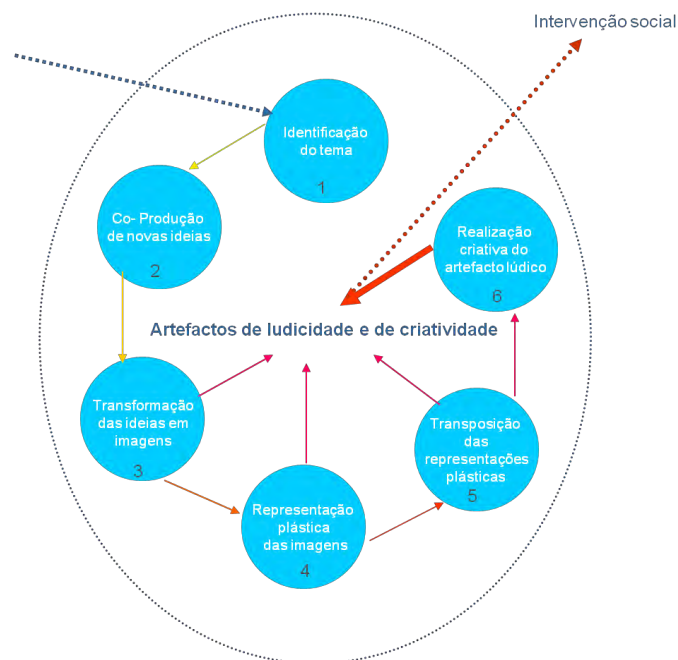 Intervenção social
Identificação
do tema
1
Co- Produção
de novas ideias
2
Realização
criativa do
artefacto lúdico
6
Artefactos de ludicidade e de criatividade
Transformação
das ideias em
imagens
3
Representação
plástica
das imagens
4
Transposição
das
representações
plásticas
5